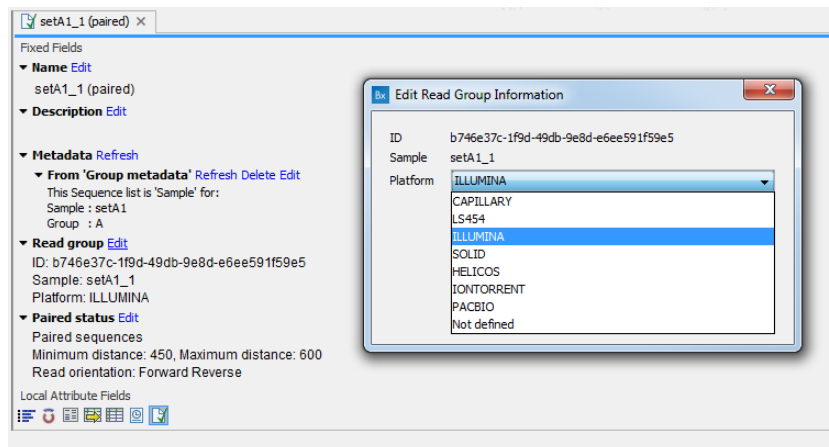 setA1_1 (paired)
Fixed Fields
Name Edit
setA1_1 (paired)
Description Edit
Metadata Refresh
From 'Group metadata' Refresh Delete Edit
This Sequence list is 'Sample' for:
Sample : setA1
Group : A
Read group Edit
ID: b746e37c-1f9d-49db-9e8d-e6ee591f59e5
Sample: setA1_1
Platform: ILLUMINA
Paired status Edit
Paired sequences
Minimum distance: 450, Maximum distance: 600
Read orientation: Forward Reverse
Local Attribute Fields
Bx Edit Read Group Information
ID b746e37c-1f9d-49db-9e8d-e6ee591f59e5
Sample setA1_1
Platform ILLUMINA
CAPILLARY
LS454
ILLUMINA
SOLID
HELICOS
IONTORRENT
PACBIO
Not defined